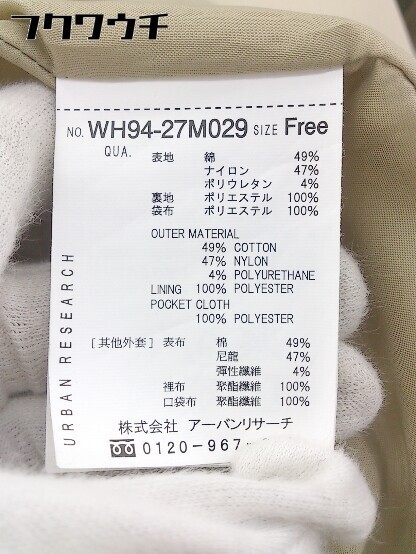 フクワウチ
NO. WH94-27M029 SIZE Free
QUA. 表地 綿 49%
ナイロン 47%
ポリウレタン 4%
裏地 ポリエステル 100%
袋布 ポリエステル 100%
OUTER MATERIAL
49% COTTON
47% NYLON
4% POLYURETHANE
LINING 100% POLYESTER
POCKET CLOTH
100% POLYESTER
[其他外套] 表布 棉 49%
尼龍 47%
彈性纖維 4%
裡布 聚酯纖維 100%
口袋布 聚酯纖維 100%
株式会社 アーバンリサーチ
0120-967-
URBAN RESEARCH